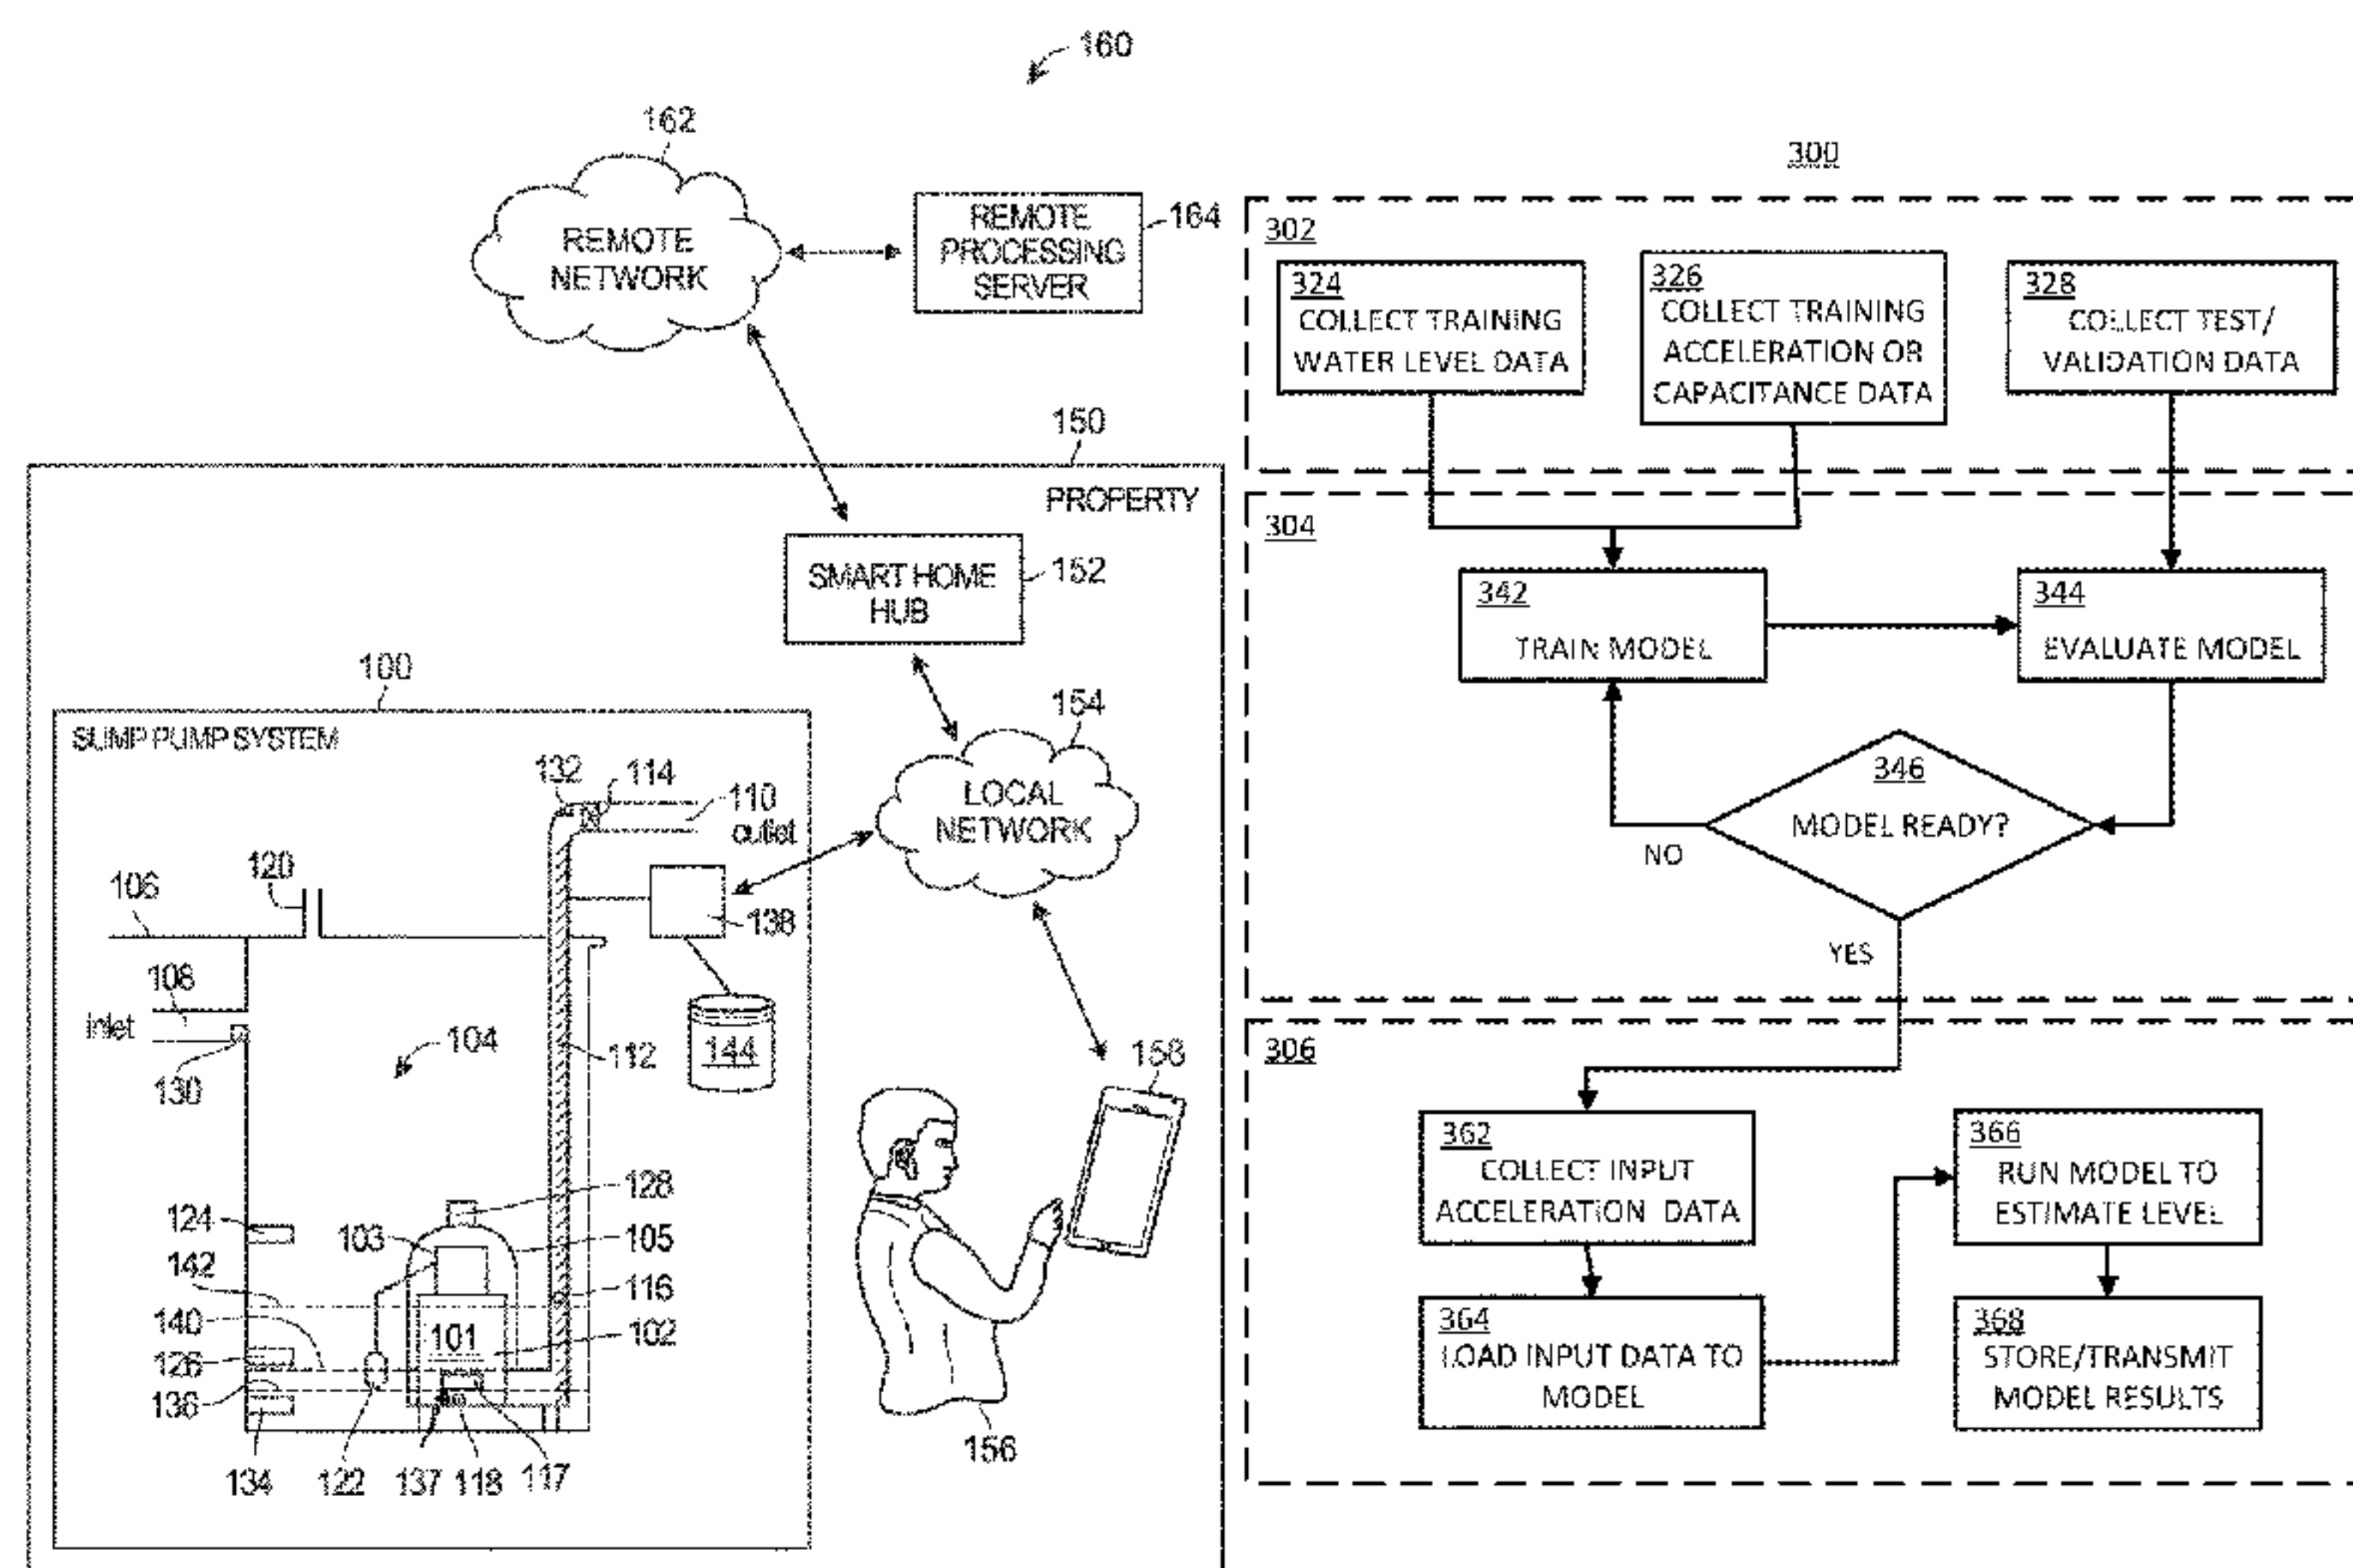 160
162
REMOTE
NETWORK
REMOTE
PROCESSING
SERVER
164
150
PROPERTY
SMART HOME
HUB
152
100
SUMP PUMP SYSTEM
154
LOCAL
NETWORK
132
114
110
outlet
120
106
138
108
inlet
104
112
144
130
158
128
124
103
105
142
116
140
101
102
126
136
134
122
137
118
117
156
300
302
324
COLLECT TRAINING
WATER LEVEL DATA
326
COLLECT TRAINING
ACCELERATION OR
CAPACITANCE DATA
328
COLLECT TEST/
VALIDATION DATA
304
342
TRAIN MODEL
344
EVALUATE MODEL
346
MODEL READY?
NO
YES
306
362
COLLECT INPUT
ACCELERATION DATA
366
RUN MODEL TO
ESTIMATE LEVEL
364
LOAD INPUT DATA TO
MODEL
368
STORE/TRANSMIT
MODEL RESULTS